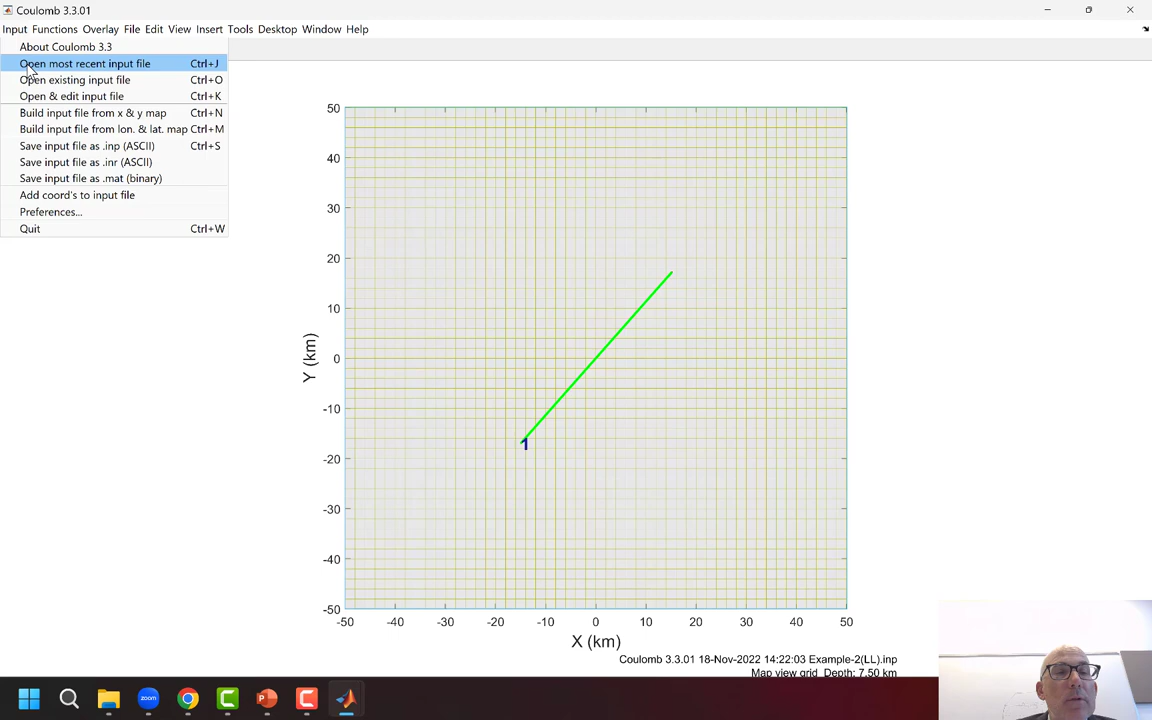 Coulomb 3.3.01
Input Functions Overlay File Edit View Insert Tools Desktop Window Help
About Coulomb 3.3
Open most recent input file Ctrl+J
Open existing input file Ctrl+O
Open & edit input file Ctrl+K
Build input file from x & y map Ctrl+N
Build input file from lon. & lat. map Ctrl+M
Save input file as .inp (ASCII) Ctrl+S
Save input file as .inr (ASCII)
Save input file as .mat (binary)
Add coord's to input file
Preferences...
Quit Ctrl+W
50
40
30
20
10
0
-10
-20
-30
-40
-50
Y (km)
1
-50 -40 -30 -20 -10 0 10 20 30 40 50
X (km)
Coulomb 3.3.01 18-Nov-2022 14:22:03 Example-2(LL).inp
Map view grid Depth: 7.50 km
zoom